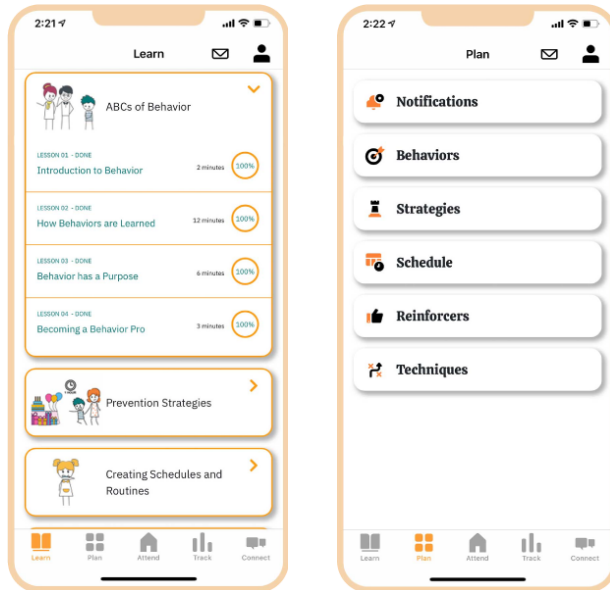 2:21
Learn
ABCs of Behavior
LESSON 01 - DONE
Introduction to Behavior
2 minutes
100%
LESSON 02 - DONE
How Behaviors are Learned
12 minutes
100%
LESSON 03 - DONE
Behavior has a Purpose
6 minutes
100%
LESSON 04 - DONE
Becoming a Behavior Pro
3 minutes
100%
Prevention Strategies
Creating Schedules and
Routines
Learn
Plan
Attend
Track
Connect
2:22
Plan
Notifications
Behaviors
Strategies
Schedule
Reinforcers
Techniques
Learn
Plan
Attend
Track
Connect